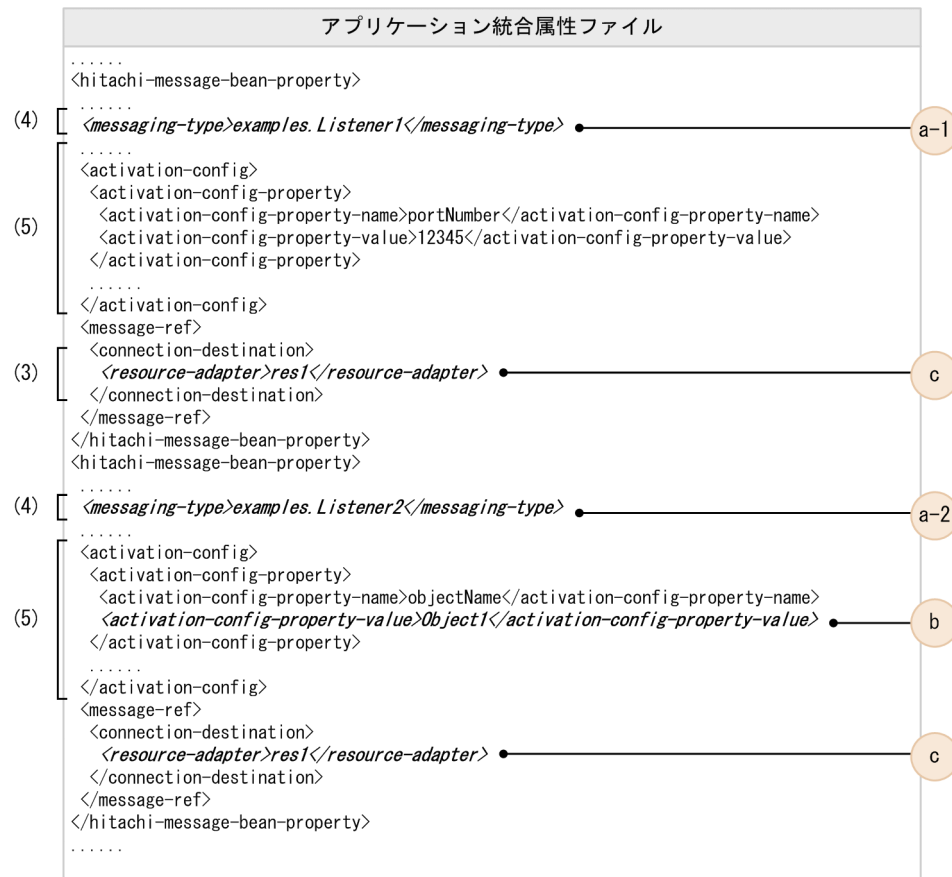 アプリケーション統合属性ファイル
......
<hitachi-message-bean-property>
......
(4) <messaging-type>examples.Listener1</messaging-type> a-1
......
<activation-config>
<activation-config-property>
<activation-config-property-name>portNumber</activation-config-property-name>
(5) <activation-config-property-value>12345</activation-config-property-value>
</activation-config-property>
......
</activation-config>
<message-ref>
<connection-destination>
(3) <resource-adapter>res1</resource-adapter> c
</connection-destination>
</message-ref>
</hitachi-message-bean-property>
<hitachi-message-bean-property>
......
(4) <messaging-type>examples.Listener2</messaging-type> a-2
......
<activation-config>
<activation-config-property>
<activation-config-property-name>objectName</activation-config-property-name>
(5) <activation-config-property-value>Object1</activation-config-property-value> b
</activation-config-property>
......
</activation-config>
<message-ref>
<connection-destination>
<resource-adapter>res1</resource-adapter> c
</connection-destination>
</message-ref>
</hitachi-message-bean-property>
......